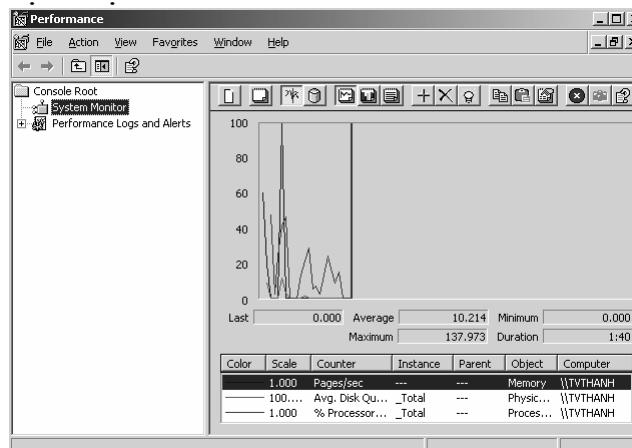 Performance
File Action View Favorites Window Help
Console Root
System Monitor
Performance Logs and Alerts
100
80
60
40
20
0
Last 0.000 Average 10.214 Minimum 0.000
Maximum 137.973 Duration 1:40
Color Scale Counter Instance Parent Object Computer
1.000 Pages/sec --- --- Memory \\TVTHANH
100.... Avg. Disk Qu... _Total --- Physic... \\TVTHANH
1.000 % Processor... _Total --- Proces... \\TVTHANH